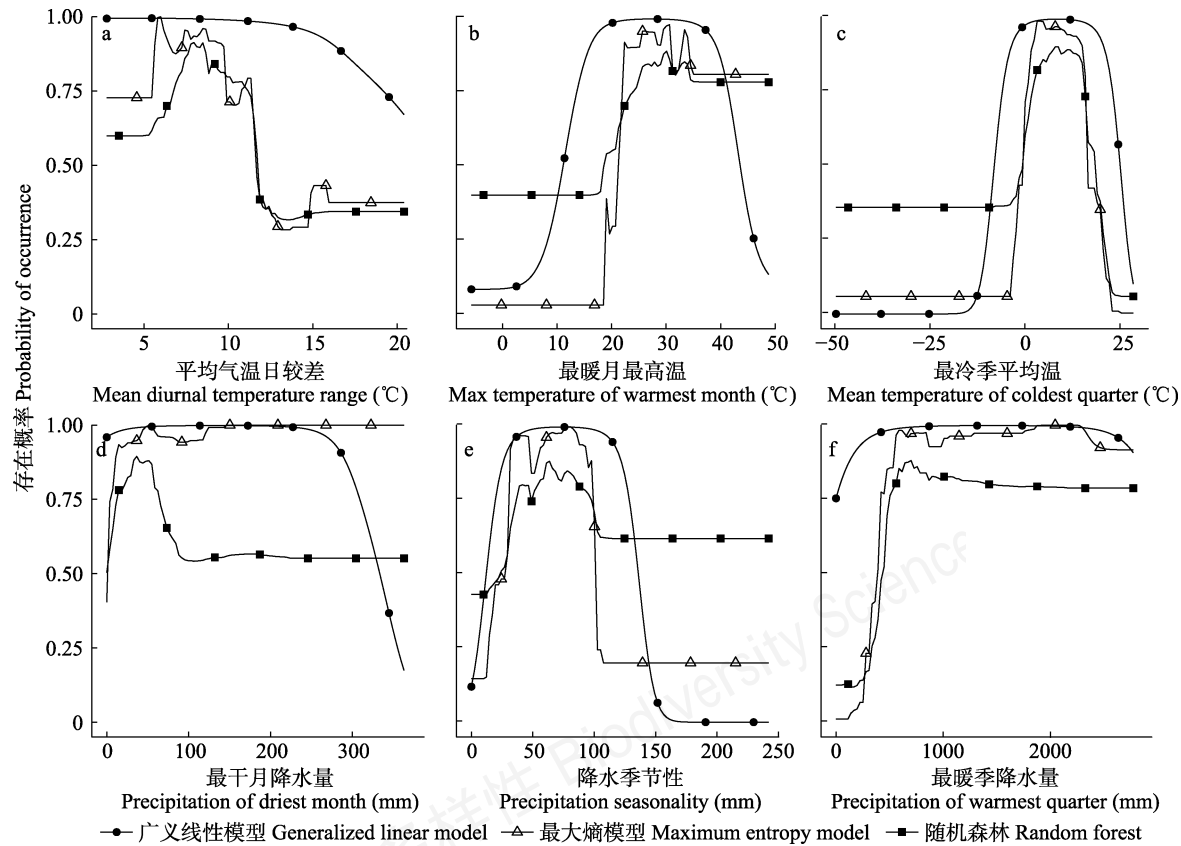 存在概率 Probability of occurrence
a
1.00
0.75
0.50
0.25
0
5 10 15 20
平均气温日较差
Mean diurnal temperature range (℃)
b
0 10 20 30 40 50
最暖月最高温
Max temperature of warmest month (℃)
c
−50 −25 0 25
最冷季平均温
Mean temperature of coldest quarter (℃)
d
1.00
0.75
0.50
0.25
0
0 100 200 300
最干月降水量
Precipitation of driest month (mm)
e
0 50 100 150 200 250
降水季节性
Precipitation seasonality (mm)
f
0 1000 2000
最暖季降水量
Precipitation of warmest quarter (mm)
广义线性模型 Generalized linear model 最大熵模型 Maximum entropy model 随机森林 Random forest
样性 Biodiversity Science